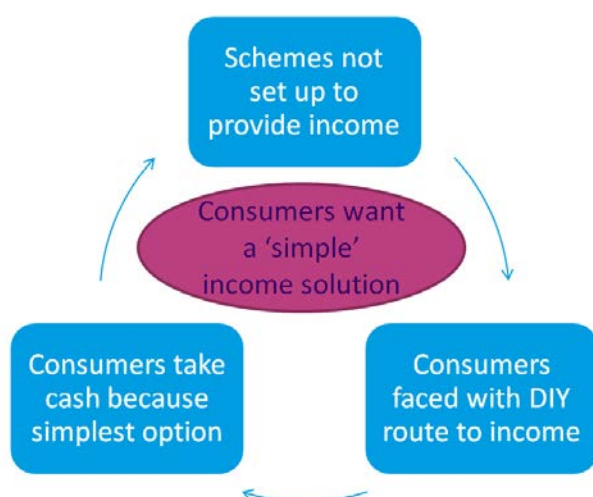 Schemes not
set up to
provide income
Consumers want
a ‘simple’
income solution
Consumers take
cash because
simplest option
Consumers
faced with DIY
route to income